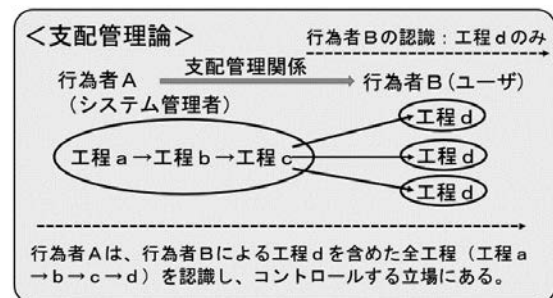 ＜支配管理論＞
行為者Bの認識：工程dのみ
行為者A
支配管理関係
行為者B（ユーザ）
（システム管理者）
工程d
工程a→工程b→工程c
工程d
工程d
行為者Aは、行為者Bによる工程dを含めた全工程（工程a
→b→c→d）を認識し、コントロールする立場にある。